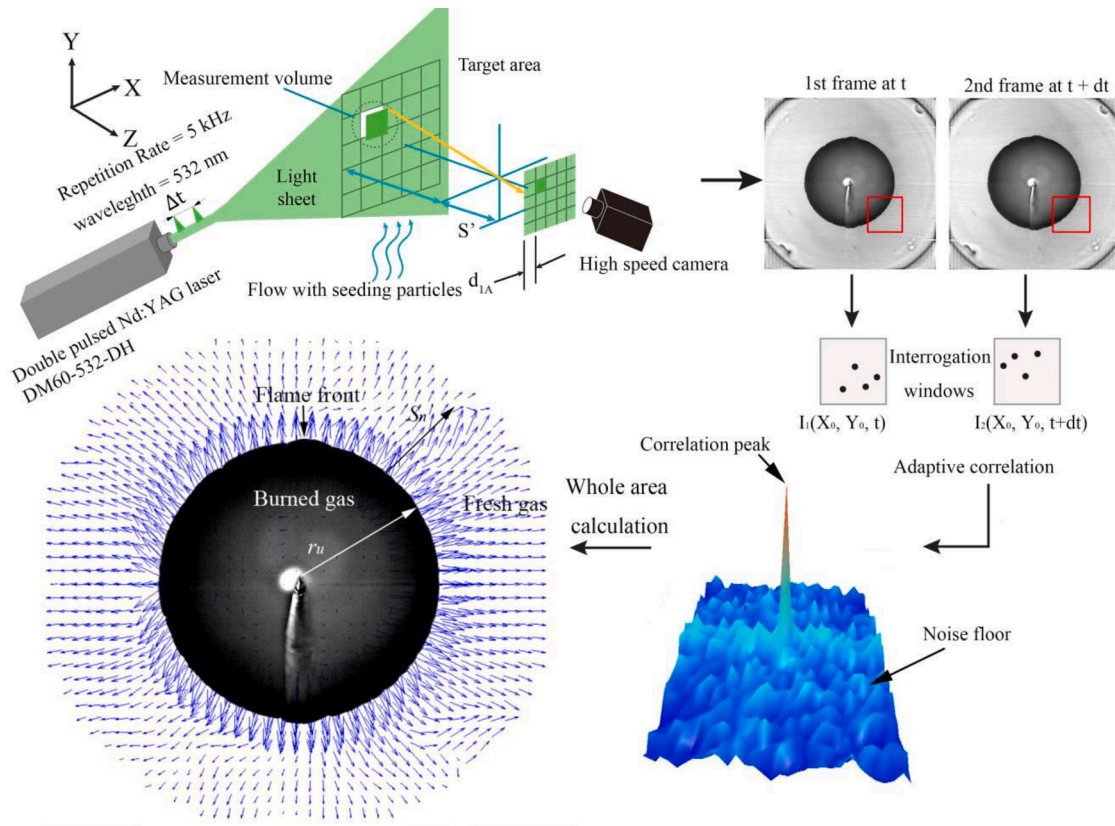 Y
X
Z
Measurement volume
Target area
Repetition Rate = 5 kHz
waveleghth = 532 nm
Δt
Light
sheet
S'
d1A
High speed camera
Flow with seeding particles
Double pulsed Nd:YAG laser
DM60-532-DH
1st frame at t
2nd frame at t + dt
Interrogation
windows
I₁(X₀, Y₀, t)
I₂(X₀, Y₀, t+dt)
Adaptive correlation
Correlation peak
Noise floor
Whole area
calculation
Flame front
Sn
Burned gas
Fresh gas
ru